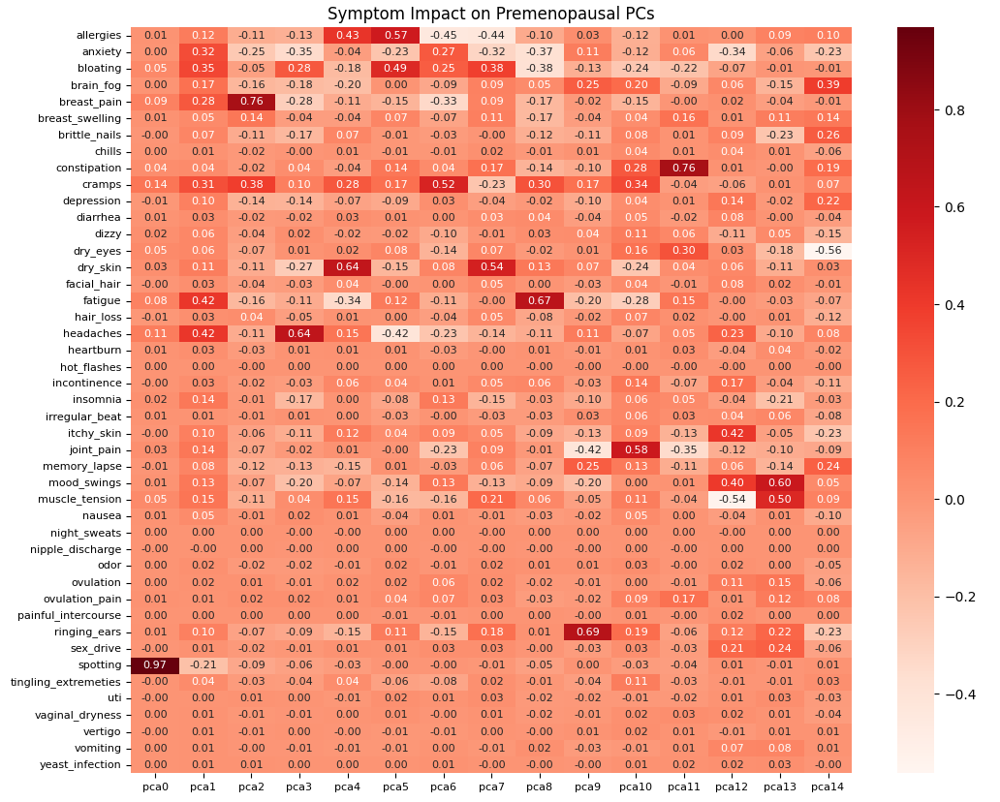 Symptom Impact on Premenopausal PCs
allergies 0.01 0.12 -0.11 -0.13 0.43 0.57 -0.45 -0.44 -0.10 0.03 -0.12 0.01 0.00 0.09 0.10
anxiety 0.00 0.32 -0.25 -0.35 -0.04 -0.23 0.27 -0.32 -0.37 0.11 -0.12 0.06 -0.34 -0.06 -0.23
bloating 0.05 0.35 -0.05 0.28 -0.18 0.49 0.25 0.38 -0.38 -0.13 -0.24 -0.22 -0.07 -0.01 -0.01
brain_fog 0.00 0.17 -0.16 -0.18 -0.20 0.00 -0.09 0.09 0.05 0.25 0.20 -0.09 0.06 -0.15 0.39
breast_pain 0.09 0.28 0.76 -0.28 -0.11 -0.15 -0.33 0.09 -0.17 -0.02 -0.15 -0.00 0.02 -0.04 -0.01
breast_swelling 0.01 0.05 0.14 -0.04 -0.04 0.07 -0.07 0.11 -0.17 -0.04 0.04 0.16 0.01 0.11 0.14
brittle_nails -0.00 0.07 -0.11 -0.17 0.07 -0.01 -0.03 -0.00 -0.12 -0.11 0.08 0.01 0.09 -0.23 0.26
chills 0.00 0.01 -0.02 -0.00 0.01 -0.01 -0.01 0.02 -0.01 0.01 0.04 0.01 0.04 0.01 -0.06
constipation 0.04 0.04 -0.02 0.04 -0.04 0.14 0.04 0.17 -0.14 -0.10 0.25 0.76 0.01 -0.00 0.19
cramps 0.14 0.31 0.38 0.10 0.28 0.17 0.52 -0.23 0.30 0.17 0.34 -0.04 -0.06 0.01 0.07
depression -0.01 0.10 -0.14 -0.14 -0.07 -0.09 0.03 -0.04 -0.02 -0.10 0.04 0.01 0.14 -0.02 0.22
diarrhea 0.01 0.03 -0.02 -0.02 0.03 0.01 0.00 0.03 0.04 -0.04 0.05 -0.02 0.08 -0.00 -0.04
dizzy 0.02 0.06 -0.04 0.02 -0.02 -0.02 -0.10 -0.01 0.03 0.04 0.11 0.06 -0.11 0.05 -0.15
dry_eyes 0.05 0.06 -0.07 0.01 0.02 0.08 -0.14 0.07 -0.02 0.01 0.16 0.30 0.03 -0.18 -0.56
dry_skin 0.03 0.11 -0.11 -0.27 0.64 -0.15 0.08 0.54 0.13 0.07 -0.24 0.04 0.06 -0.11 0.03
facial_hair -0.00 0.03 -0.04 -0.03 0.04 -0.00 0.00 0.05 0.00 -0.03 0.04 -0.01 0.08 0.02 -0.01
fatigue 0.08 0.42 -0.16 -0.11 -0.34 0.12 -0.11 -0.00 0.67 -0.20 -0.28 0.15 -0.00 -0.03 -0.07
hair_loss -0.01 0.03 0.04 -0.05 0.01 0.00 -0.04 0.05 -0.08 -0.02 0.07 0.02 -0.00 0.01 -0.12
headaches 0.11 0.42 -0.11 0.64 0.15 -0.42 -0.23 -0.14 -0.11 0.11 -0.07 0.05 0.23 -0.10 0.08
heartburn 0.01 0.03 -0.03 0.01 0.01 0.01 -0.03 -0.00 0.01 -0.01 0.01 0.03 -0.04 0.04 -0.02
hot_flashes 0.00 0.00 -0.00 0.00 0.00 0.00 0.00 0.00 -0.00 0.00 -0.00 -0.00 -0.00 0.00 -0.00
incontinence -0.00 0.03 -0.02 -0.03 0.06 0.04 0.01 0.05 0.06 -0.03 0.14 -0.07 0.17 -0.04 -0.11
insomnia 0.02 0.14 -0.01 -0.17 0.00 -0.08 0.13 -0.15 -0.03 -0.10 0.06 0.05 -0.04 -0.21 -0.03
irregular_beat 0.01 0.01 -0.01 0.01 0.00 -0.03 -0.00 -0.03 -0.03 0.03 0.06 0.03 0.04 0.06 -0.08
itchy_skin -0.00 0.10 -0.06 -0.11 0.12 0.04 0.09 0.05 -0.09 -0.13 0.09 -0.13 0.42 -0.05 -0.23
joint_pain 0.03 0.14 -0.07 -0.02 0.01 -0.00 -0.23 0.09 -0.01 -0.42 0.58 -0.35 -0.12 -0.10 -0.09
memory_lapse -0.01 0.08 -0.12 -0.13 -0.15 0.01 -0.03 0.06 -0.07 0.25 0.13 -0.11 0.06 -0.14 0.24
mood_swings 0.01 0.13 -0.07 -0.20 -0.07 -0.14 0.13 -0.13 -0.09 -0.20 0.00 0.01 0.40 0.60 0.05
muscle_tension 0.05 0.15 -0.11 0.04 0.15 -0.16 -0.16 0.21 0.06 -0.05 0.11 -0.04 -0.54 0.50 0.09
nausea 0.01 0.05 -0.01 0.02 0.01 -0.04 0.01 -0.01 -0.03 -0.02 0.05 0.00 -0.04 0.01 -0.10
night_sweats 0.00 0.00 0.00 -0.00 0.00 -0.00 0.00 -0.00 0.00 -0.00 0.00 0.00 -0.00 0.00 0.00
nipple_discharge -0.00 -0.00 0.00 -0.00 0.00 0.00 -0.00 0.00 -0.00 0.00 0.00 -0.00 0.00 0.00 0.00
odor 0.00 0.02 -0.02 -0.02 -0.01 0.02 -0.01 0.02 0.01 0.01 0.03 -0.00 0.02 0.00 -0.05
ovulation 0.00 0.02 0.01 -0.01 0.02 0.02 0.06 0.02 -0.02 -0.01 0.00 -0.01 0.11 0.15 -0.06
ovulation_pain 0.01 0.01 0.02 0.02 0.01 0.04 0.07 0.03 -0.03 -0.02 0.09 0.17 0.01 0.12 0.08
painful_intercourse 0.00 0.00 0.00 0.00 0.00 -0.01 -0.01 0.00 0.00 -0.00 0.01 -0.00 0.02 0.00 0.00
ringing_ears 0.01 0.10 -0.07 -0.09 -0.15 0.11 -0.15 0.18 0.01 0.69 0.19 -0.06 0.12 0.22 -0.23
sex_drive -0.00 0.01 -0.02 -0.01 0.01 0.01 0.03 0.03 -0.00 -0.03 0.03 -0.03 0.21 0.24 -0.06
spotting 0.97 -0.21 -0.09 -0.06 -0.03 -0.00 -0.00 -0.01 -0.05 0.00 -0.03 -0.04 0.01 -0.01 0.01
tingling_extremeties -0.00 0.04 -0.03 -0.04 0.04 -0.06 -0.08 0.02 -0.01 -0.04 0.11 -0.03 -0.01 -0.01 0.03
uti -0.00 0.00 0.01 0.00 -0.01 0.02 0.01 0.03 -0.02 -0.02 -0.01 -0.02 0.01 0.03 -0.03
vaginal_dryness 0.00 0.01 -0.01 -0.01 0.00 0.01 -0.00 0.01 -0.02 -0.01 0.02 0.03 0.02 0.01 -0.04
vertigo -0.00 0.01 -0.01 0.00 -0.00 -0.01 -0.01 0.00 -0.00 0.01 0.02 0.01 -0.01 0.01 0.01
vomiting 0.00 0.01 -0.00 -0.01 -0.01 -0.01 0.00 -0.01 0.02 -0.03 -0.01 0.01 0.07 0.08 0.01
yeast_infection 0.00 0.01 0.01 0.00 0.00 0.00 0.01 -0.00 -0.00 -0.00 0.01 0.02 0.02 0.03 -0.00
pca0 pca1 pca2 pca3 pca4 pca5 pca6 pca7 pca8 pca9 pca10 pca11 pca12 pca13 pca14
0.8
0.6
0.4
0.2
0.0
−0.2
−0.4